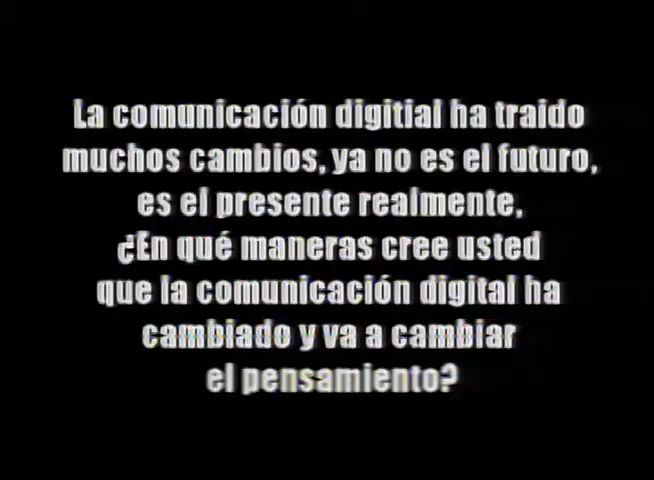 La comunicación digitial ha traido
muchos cambios, ya no es el futuro,
es el presente realmente,
¿En qué maneras cree usted
que la comunicación digital ha
cambiado y va a cambiar
el pensamiento?